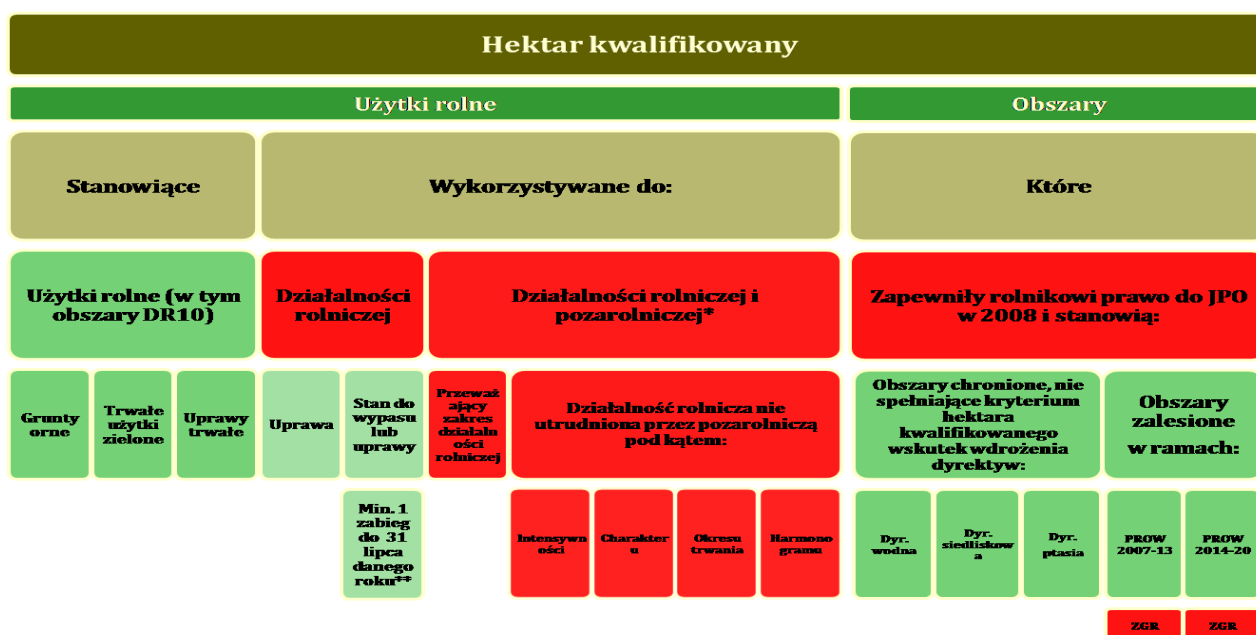 Hektar kwalifikowany
Użytki rolne
Obszary
Stanowiące
Wykorzystywane do:
Które
Użytki rolne (w tym
obszary DR10)
Działalności
rolniczej
Działalności rolniczej i
pozarolniczej*
Zapewniły rolnikowi prawo do JPO
w 2008 i stanowią:
Grunty
orne
Trwałe
użytki
zielone
Uprawy
trwałe
Uprawa
Stan do
wypasu
lub
uprawy
Przeważ
ający
zakres
działaln
ości
rolniczej
Działalność rolnicza nie
utrudniona przez pozarolniczą
pod kątem:
Obszary chronione, nie
spełniające kryterium
hektara
kwalifikowanego
wskutek wdrożenia
dyrektyw:
Obszary
zalesione
w ramach:
Min. 1
zabieg
do 31
lipca
danego
roku**
Intensywn
ości
Charakter
u
Okresu
trwania
Harmono
gramu
Dyr.
wodna
Dyr.
siedliskow
a
Dyr.
ptasia
PROW
2007-13
PROW
2014-20
ZGR
ZGR